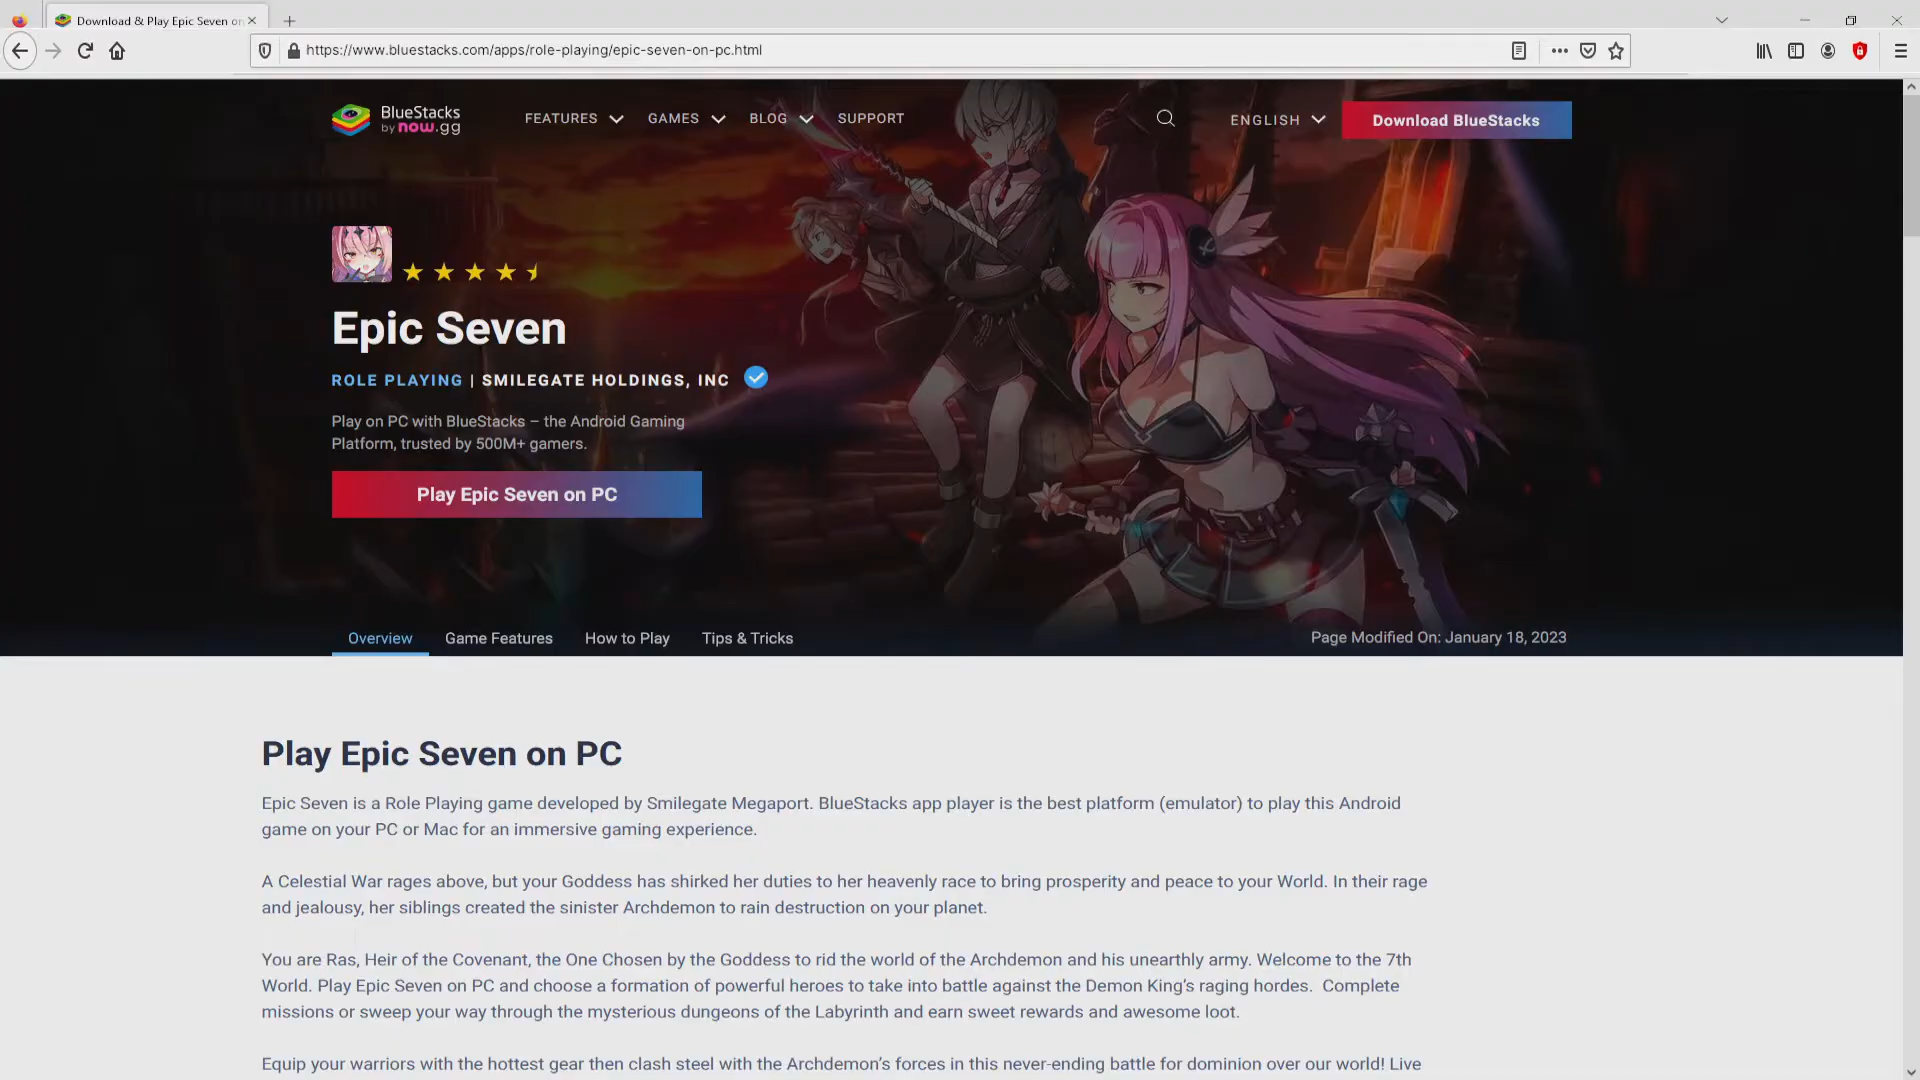 Download & Play Epic Seven on
https://www.bluestacks.com/apps/role-playing/epic-seven-on-pc.html
BlueStacks
by now.gg
FEATURES
GAMES
BLOG
SUPPORT
ENGLISH
Download BlueStacks
Epic Seven
ROLE PLAYING | SMILEGATE HOLDINGS, INC
Play on PC with BlueStacks – the Android Gaming
Platform, trusted by 500M+ gamers.
Play Epic Seven on PC
Overview
Game Features
How to Play
Tips & Tricks
Page Modified On: January 18, 2023
Play Epic Seven on PC
Epic Seven is a Role Playing game developed by Smilegate Megaport. BlueStacks app player is the best platform (emulator) to play this Android
game on your PC or Mac for an immersive gaming experience.
A Celestial War rages above, but your Goddess has shirked her duties to her heavenly race to bring prosperity and peace to your World. In their rage
and jealousy, her siblings created the sinister Archdemon to rain destruction on your planet.
You are Ras, Heir of the Covenant, the One Chosen by the Goddess to rid the world of the Archdemon and his unearthly army. Welcome to the 7th
World. Play Epic Seven on PC and choose a formation of powerful heroes to take into battle against the Demon King’s raging hordes.  Complete
missions or sweep your way through the mysterious dungeons of the Labyrinth and earn sweet rewards and awesome loot.
Equip your warriors with the hottest gear then clash steel with the Archdemon’s forces in this never-ending battle for dominion over our world! Live